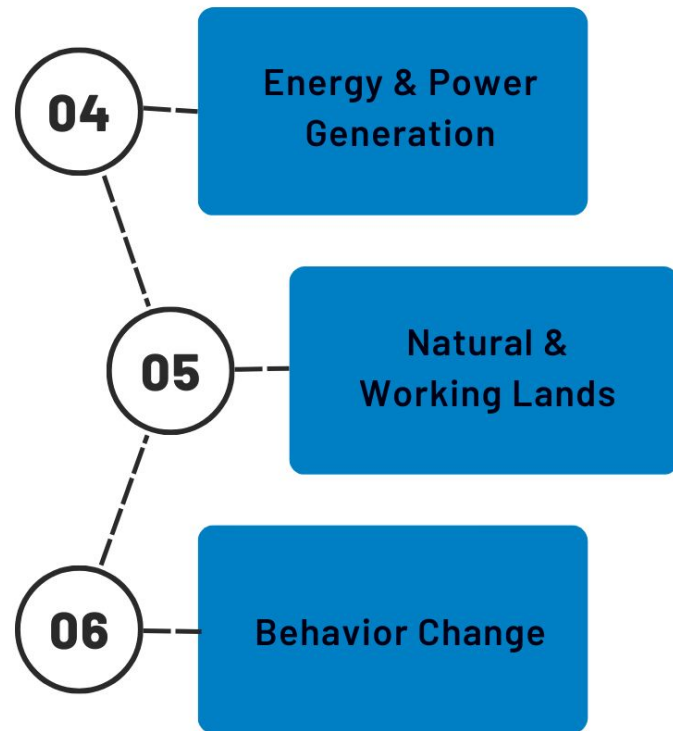 04
Energy & Power
Generation
05
Natural &
Working Lands
06
Behavior Change